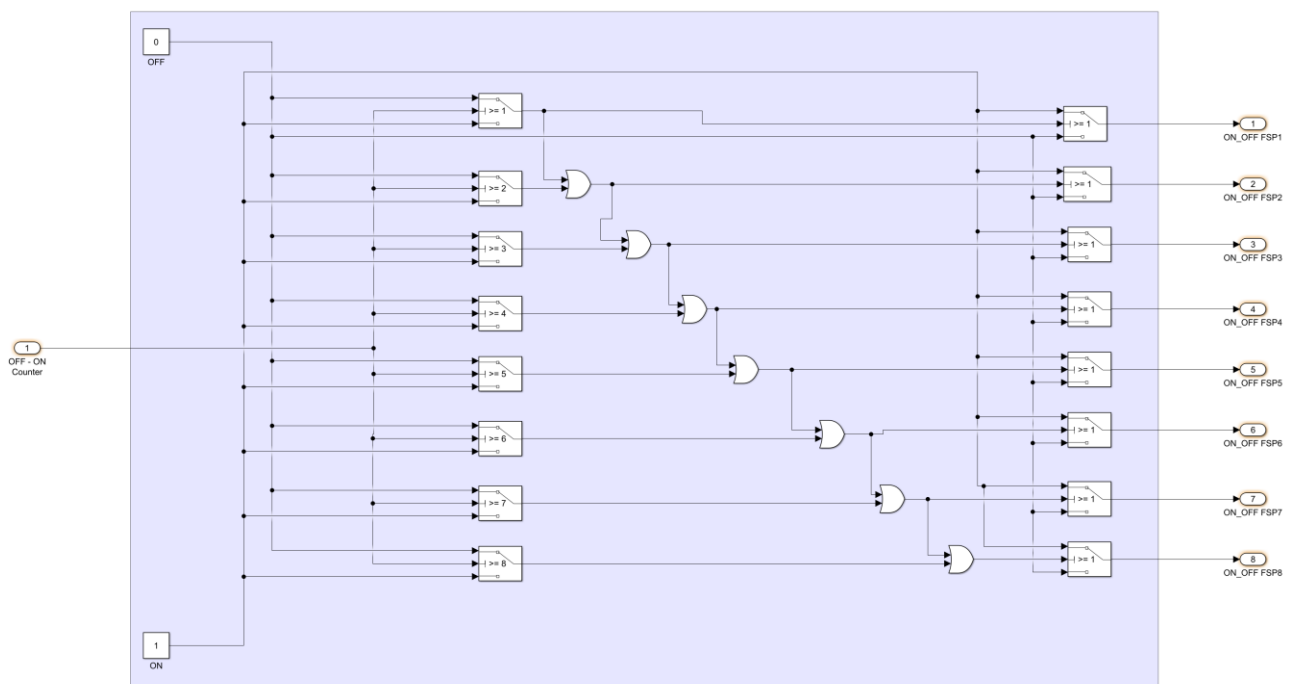 0
OFF
>= 1
>= 1
1
ON_OFF FSP1
>= 2
>= 1
2
ON_OFF FSP2
>= 3
>= 1
3
ON_OFF FSP3
>= 4
>= 1
4
ON_OFF FSP4
1
OFF - ON
Counter
>= 5
>= 1
5
ON_OFF FSP5
>= 6
>= 1
6
ON_OFF FSP6
>= 7
>= 1
7
ON_OFF FSP7
>= 8
>= 1
8
ON_OFF FSP8
1
ON